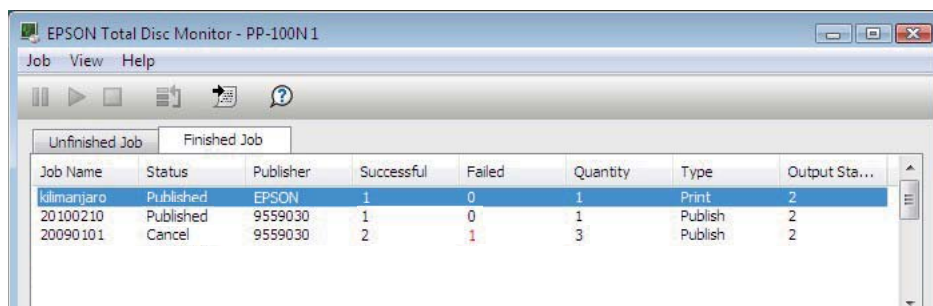 EPSON Total Disc Monitor - PP-100N 1
Job View Help
Unfinished Job Finished Job
Job Name Status Publisher Successful Failed Quantity Type Output Sta...
kilimanjaro Published EPSON 1 0 1 Print 2
20100210 Published 9559030 1 0 1 Publish 2
20090101 Cancel 9559030 2 1 3 Publish 2